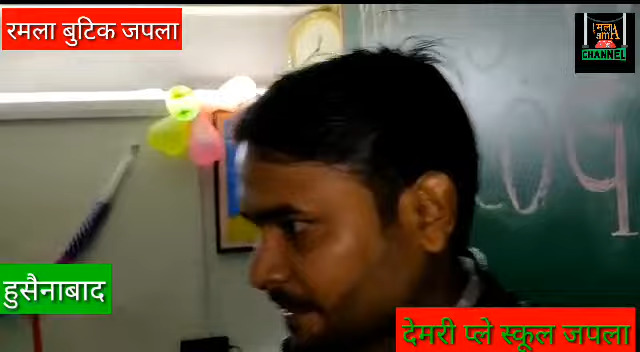 रमला बुटिक जपला
CHANNEL
हुसैनाबाद
देमरी प्ले स्कूल जपला